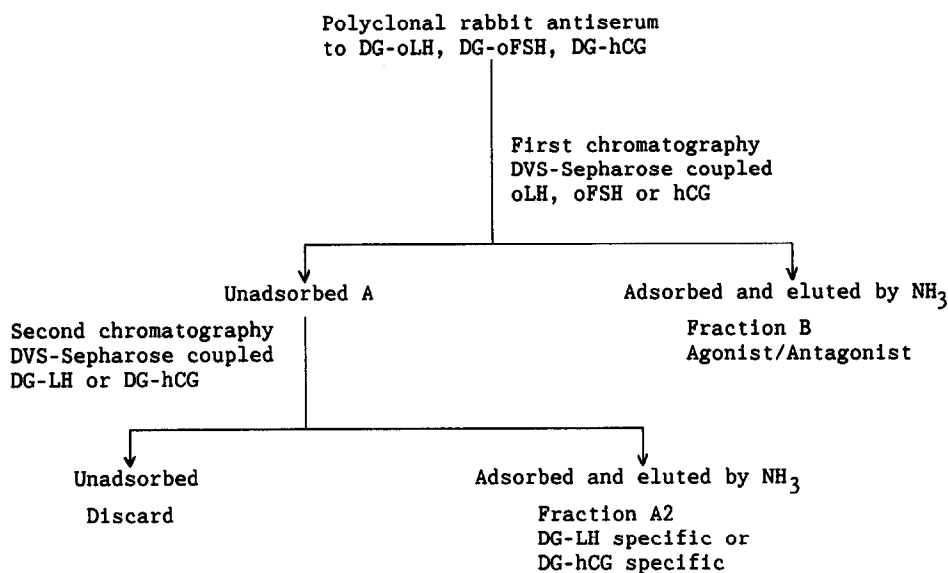 Polyclonal rabbit antiserum
to DG-oLH, DG-oFSH, DG-hCG
First chromatography
DVS-Sepharose coupled
oLH, oFSH or hCG
Unadsorbed A
Adsorbed and eluted by NH3
Fraction B
Agonist/Antagonist
Second chromatography
DVS-Sepharose coupled
DG-LH or DG-hCG
Unadsorbed
Discard
Adsorbed and eluted by NH3
Fraction A2
DG-LH specific or
DG-hCG specific